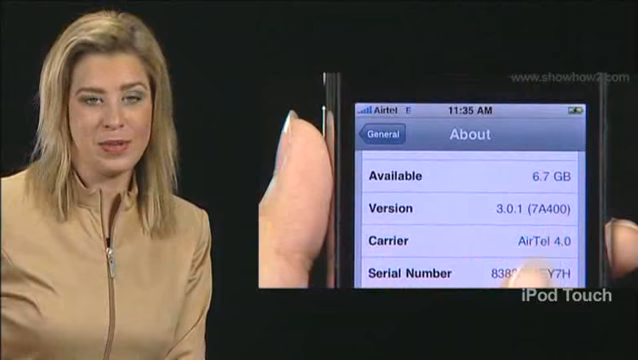 www.showhow2.com
Airtel E 11:35 AM
General About
Available 6.7 GB
Version 3.0.1 (7A400)
Carrier AirTel 4.0
Serial Number
iPod Touch